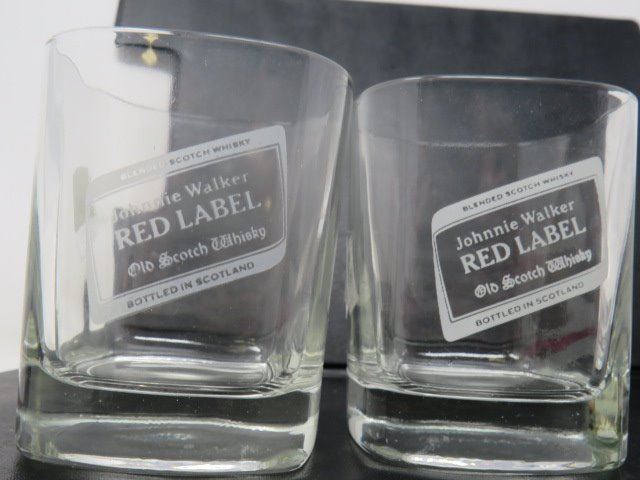 BLENDED SCOTCH WHISKY
Johnnie Walker
RED LABEL
Old Scotch Whisky
BOTTLED IN SCOTLAND
BLENDED SCOTCH WHISKY
Johnnie Walker
RED LABEL
Old Scotch Whisky
BOTTLED IN SCOTLAND